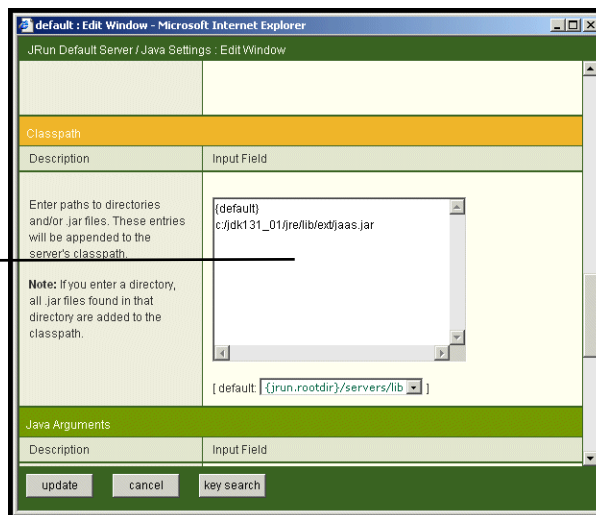 default : Edit Window - Microsoft Internet Explorer
JRun Default Server / Java Settings : Edit Window
Classpath
Description
Input Field
Enter paths to directories
and/or .jar files. These entries
will be appended to the
server's classpath.
Note: If you enter a directory,
all .jar files found in that
directory are added to the
classpath.
{default}
c:/jdk131_01/jre/lib/ext/jaas.jar
[ default: {jrun.rootdir}/servers/lib ]
Java Arguments
Description
Input Field
update
cancel
key search